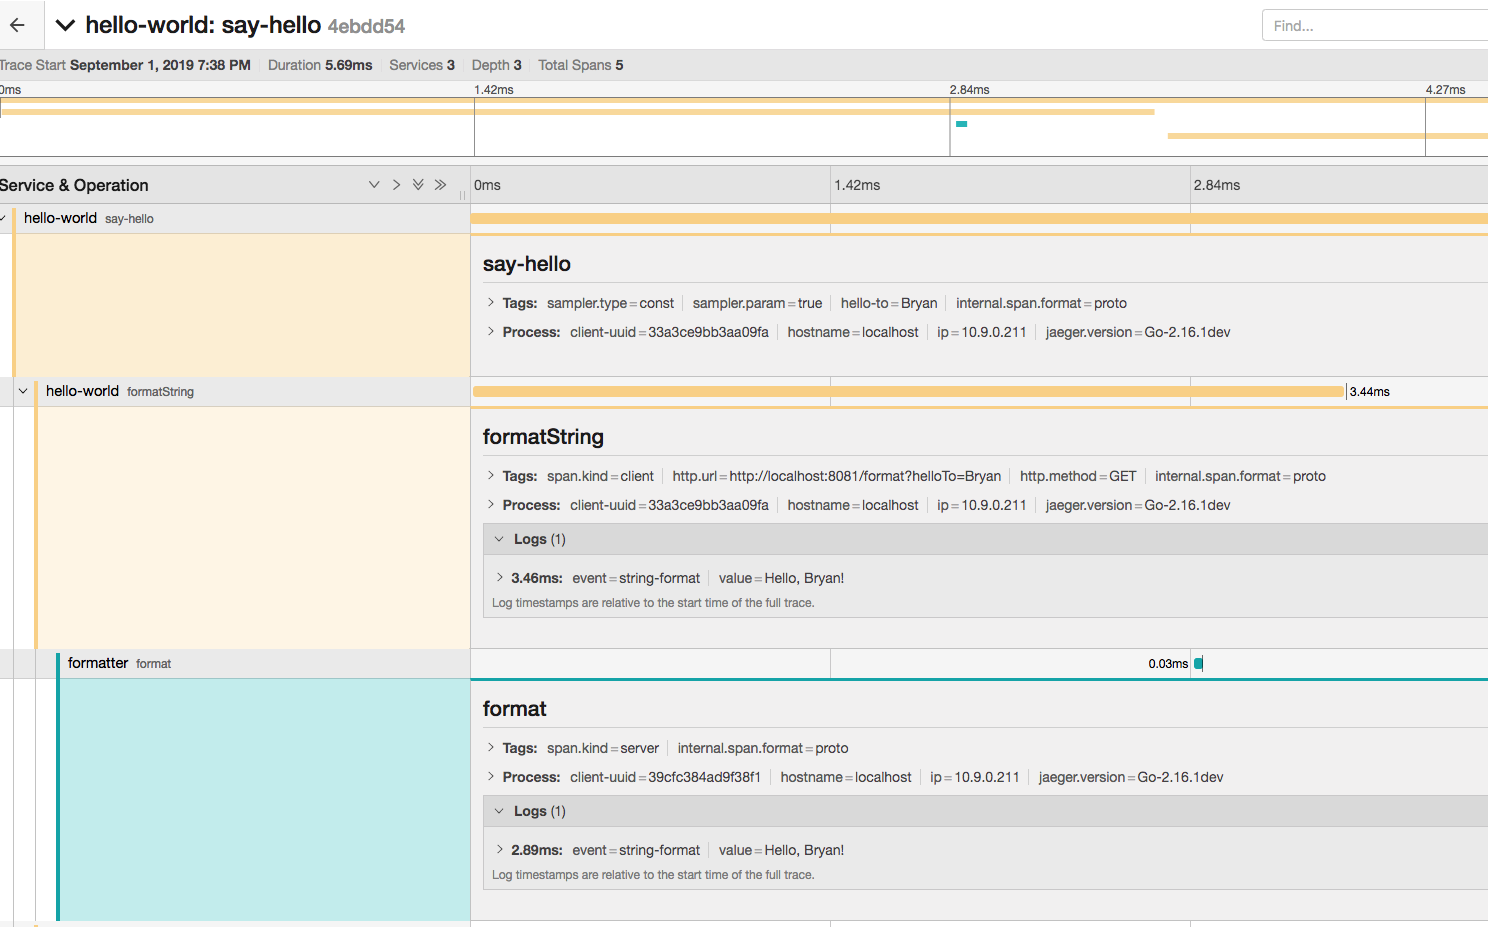 hello-world: say-hello 4ebdd54
Find...
Trace Start September 1, 2019 7:38 PM Duration 5.69ms Services 3 Depth 3 Total Spans 5
0ms 1.42ms 2.84ms 4.27ms
Service & Operation 0ms 1.42ms 2.84ms
hello-world say-hello
say-hello
Tags: sampler.type=const sampler.param=true hello-to=Bryan internal.span.format=proto
Process: client-uuid=33a3ce9bb3aa09fa hostname=localhost ip=10.9.0.211 jaeger.version=Go-2.16.1dev
hello-world formatString 3.44ms
formatString
Tags: span.kind=client http.url=http://localhost:8081/format?helloTo=Bryan http.method=GET internal.span.format=proto
Process: client-uuid=33a3ce9bb3aa09fa hostname=localhost ip=10.9.0.211 jaeger.version=Go-2.16.1dev
Logs (1)
3.46ms: event=string-format value=Hello, Bryan!
Log timestamps are relative to the start time of the full trace.
formatter format 0.03ms
format
Tags: span.kind=server internal.span.format=proto
Process: client-uuid=39cfc384ad9f38f1 hostname=localhost ip=10.9.0.211 jaeger.version=Go-2.16.1dev
Logs (1)
2.89ms: event=string-format value=Hello, Bryan!
Log timestamps are relative to the start time of the full trace.